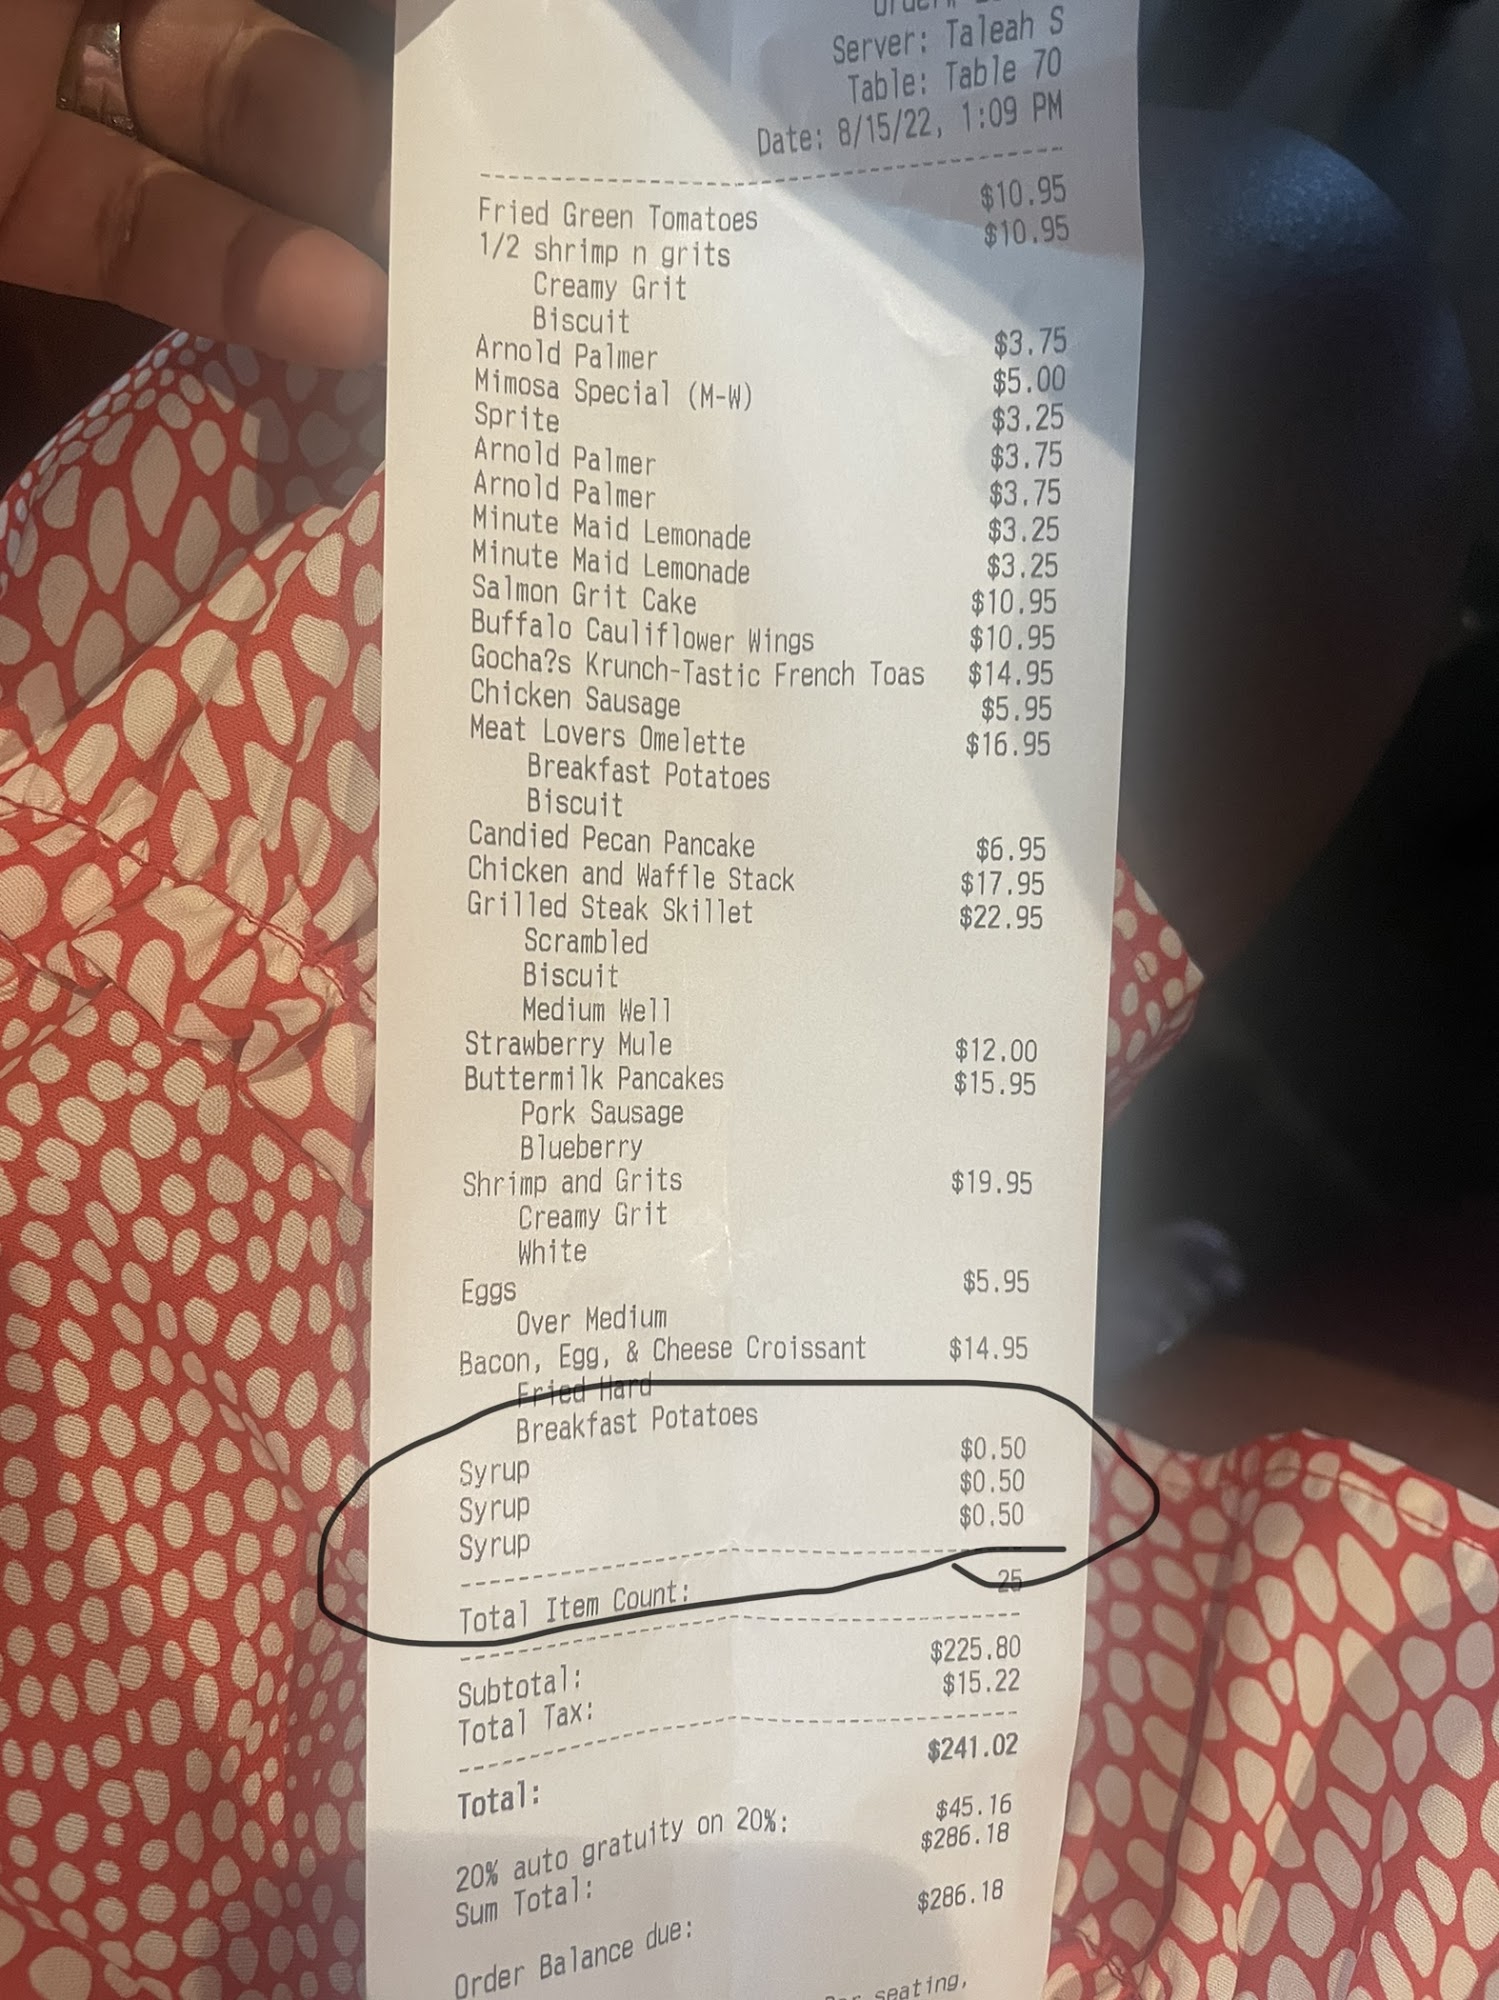 Server: Taleah S
Table: Table 70
Date: 8/15/22, 1:09 PM
Fried Green Tomatoes $10.95
1/2 shrimp n grits $10.95
Creamy Grit
Biscuit
Arnold Palmer $3.75
Mimosa Special (M-W) $5.00
Sprite $3.25
Arnold Palmer $3.75
Arnold Palmer $3.75
Minute Maid Lemonade $3.25
Minute Maid Lemonade $3.25
Salmon Grit Cake $10.95
Buffalo Cauliflower Wings $10.95
Gocha?s Krunch-Tastic French Toas $14.95
Chicken Sausage $5.95
Meat Lovers Omelette $16.95
Breakfast Potatoes
Biscuit
Candied Pecan Pancake $6.95
Chicken and Waffle Stack $17.95
Grilled Steak Skillet $22.95
Scrambled
Biscuit
Medium Well
Strawberry Mule $12.00
Buttermilk Pancakes $15.95
Pork Sausage
Blueberry
Shrimp and Grits $19.95
Creamy Grit
White
Eggs $5.95
Over Medium
Bacon, Egg, & Cheese Croissant $14.95
Fried Hard
Breakfast Potatoes
Syrup $0.50
Syrup $0.50
Syrup $0.50
Total Item Count: 25
Subtotal: $225.80
Total Tax: $15.22
Total: $241.02
20% auto gratuity on 20%: $45.16
Sum Total: $286.18
Order Balance due: $286.18
seating,